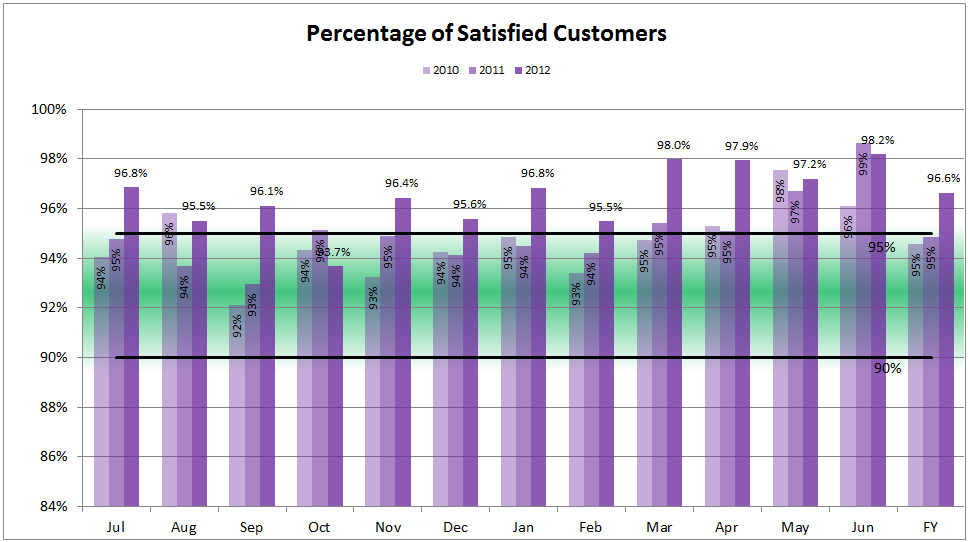 Percentage of Satisfied Customers
2010 2011 2012
100%
98%
96%
94%
92%
90%
88%
86%
84%
94% 95% 96.8%
96% 94% 95.5%
92% 93% 96.1%
94% 93.7%
93% 95% 96.4%
94% 94% 95.6%
95% 94% 96.8%
93% 94% 95.5%
95% 95% 98.0%
95% 95% 97.9%
98% 97% 97.2%
96% 99% 98.2%
95% 95% 96.6%
95%
90%
Jul Aug Sep Oct Nov Dec Jan Feb Mar Apr May Jun FY